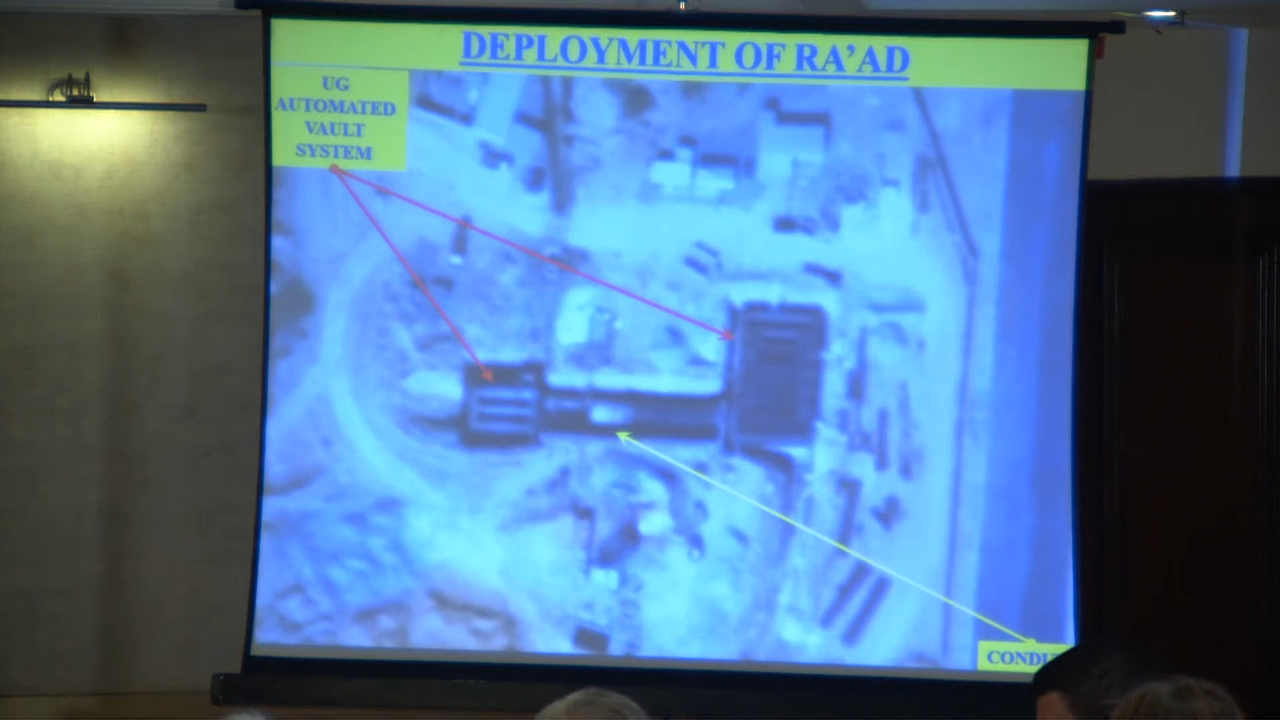 DEPLOYMENT OF RA'AD
UG
AUTOMATED
VAULT
SYSTEM